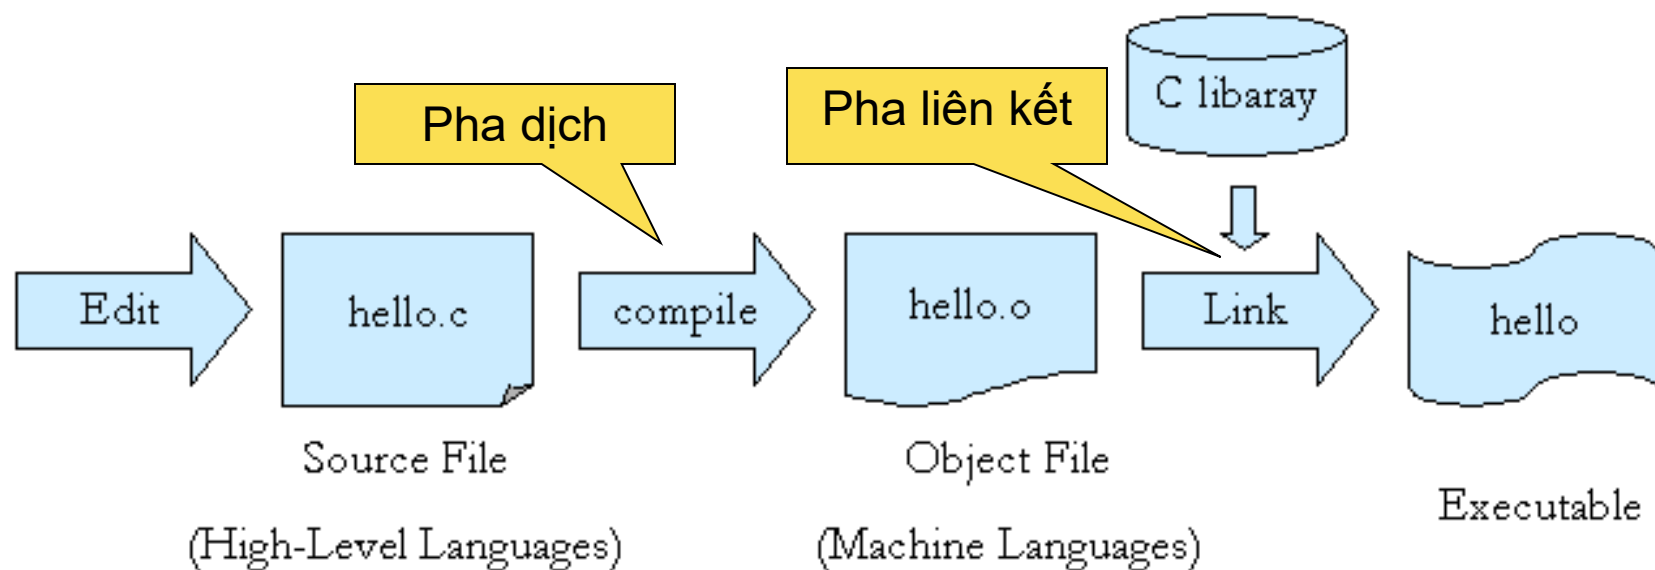 C libaray
Pha dịch
Pha liên kết
Edit
hello.c
compile
hello.o
Link
hello
Source File
Object File
Executable
(High-Level Languages)
(Machine Languages)